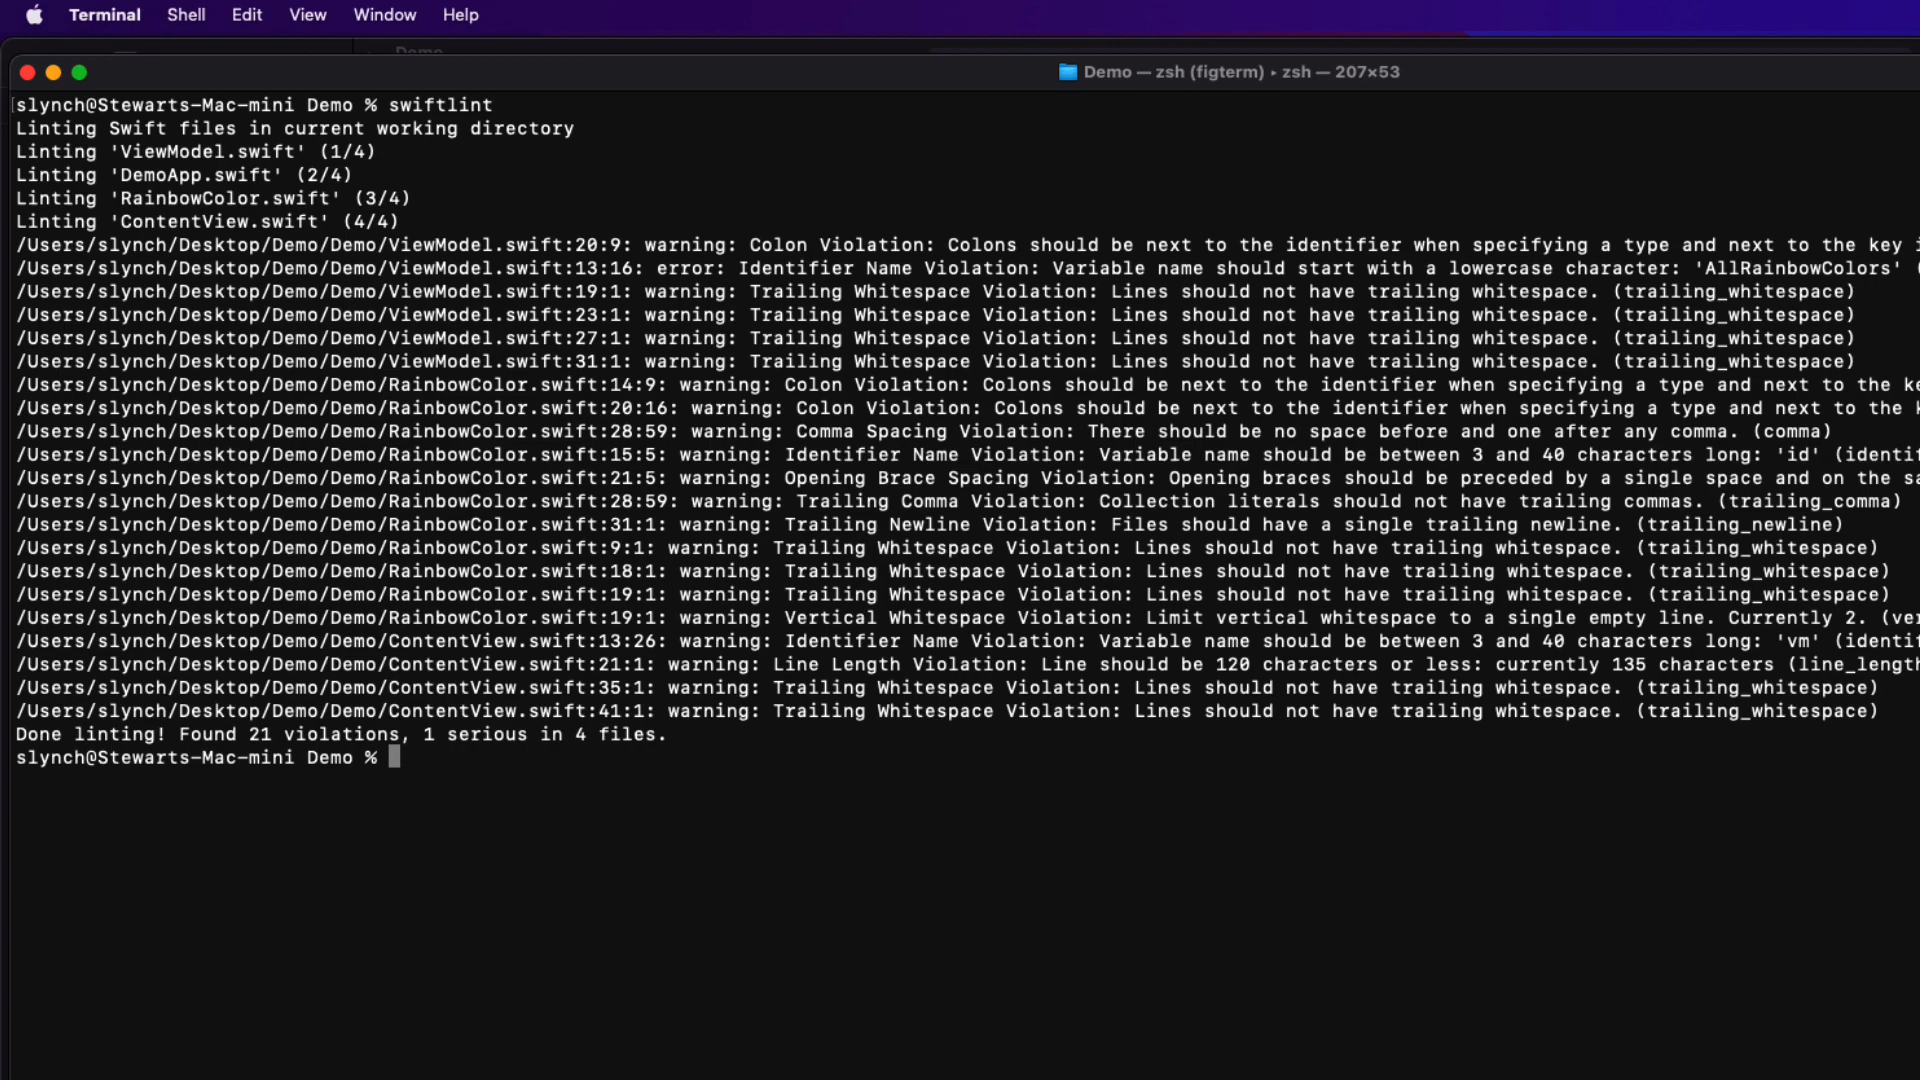 Terminal Shell Edit View Window Help
Demo
Demo — zsh (figterm) ▸ zsh — 207×53
[slynch@Stewarts-Mac-mini Demo % swiftlint
Linting Swift files in current working directory
Linting 'ViewModel.swift' (1/4)
Linting 'DemoApp.swift' (2/4)
Linting 'RainbowColor.swift' (3/4)
Linting 'ContentView.swift' (4/4)
/Users/slynch/Desktop/Demo/Demo/ViewModel.swift:20:9: warning: Colon Violation: Colons should be next to the identifier when specifying a type and next to the key
/Users/slynch/Desktop/Demo/Demo/ViewModel.swift:13:16: error: Identifier Name Violation: Variable name should start with a lowercase character: 'AllRainbowColors' (
/Users/slynch/Desktop/Demo/Demo/ViewModel.swift:19:1: warning: Trailing Whitespace Violation: Lines should not have trailing whitespace. (trailing_whitespace)
/Users/slynch/Desktop/Demo/Demo/ViewModel.swift:23:1: warning: Trailing Whitespace Violation: Lines should not have trailing whitespace. (trailing_whitespace)
/Users/slynch/Desktop/Demo/Demo/ViewModel.swift:27:1: warning: Trailing Whitespace Violation: Lines should not have trailing whitespace. (trailing_whitespace)
/Users/slynch/Desktop/Demo/Demo/ViewModel.swift:31:1: warning: Trailing Whitespace Violation: Lines should not have trailing whitespace. (trailing_whitespace)
/Users/slynch/Desktop/Demo/Demo/RainbowColor.swift:14:9: warning: Colon Violation: Colons should be next to the identifier when specifying a type and next to the ke
/Users/slynch/Desktop/Demo/Demo/RainbowColor.swift:20:16: warning: Colon Violation: Colons should be next to the identifier when specifying a type and next to the k
/Users/slynch/Desktop/Demo/Demo/RainbowColor.swift:28:59: warning: Comma Spacing Violation: There should be no space before and one after any comma. (comma)
/Users/slynch/Desktop/Demo/Demo/RainbowColor.swift:15:5: warning: Identifier Name Violation: Variable name should be between 3 and 40 characters long: 'id' (identif
/Users/slynch/Desktop/Demo/Demo/RainbowColor.swift:21:5: warning: Opening Brace Spacing Violation: Opening braces should be preceded by a single space and on the sa
/Users/slynch/Desktop/Demo/Demo/RainbowColor.swift:28:59: warning: Trailing Comma Violation: Collection literals should not have trailing commas. (trailing_comma)
/Users/slynch/Desktop/Demo/Demo/RainbowColor.swift:31:1: warning: Trailing Newline Violation: Files should have a single trailing newline. (trailing_newline)
/Users/slynch/Desktop/Demo/Demo/RainbowColor.swift:9:1: warning: Trailing Whitespace Violation: Lines should not have trailing whitespace. (trailing_whitespace)
/Users/slynch/Desktop/Demo/Demo/RainbowColor.swift:18:1: warning: Trailing Whitespace Violation: Lines should not have trailing whitespace. (trailing_whitespace)
/Users/slynch/Desktop/Demo/Demo/RainbowColor.swift:19:1: warning: Trailing Whitespace Violation: Lines should not have trailing whitespace. (trailing_whitespace)
/Users/slynch/Desktop/Demo/Demo/RainbowColor.swift:19:1: warning: Vertical Whitespace Violation: Limit vertical whitespace to a single empty line. Currently 2. (ver
/Users/slynch/Desktop/Demo/Demo/ContentView.swift:13:26: warning: Identifier Name Violation: Variable name should be between 3 and 40 characters long: 'vm' (identif
/Users/slynch/Desktop/Demo/Demo/ContentView.swift:21:1: warning: Line Length Violation: Line should be 120 characters or less: currently 135 characters (line_length
/Users/slynch/Desktop/Demo/Demo/ContentView.swift:35:1: warning: Trailing Whitespace Violation: Lines should not have trailing whitespace. (trailing_whitespace)
/Users/slynch/Desktop/Demo/Demo/ContentView.swift:41:1: warning: Trailing Whitespace Violation: Lines should not have trailing whitespace. (trailing_whitespace)
Done linting! Found 21 violations, 1 serious in 4 files.
slynch@Stewarts-Mac-mini Demo %